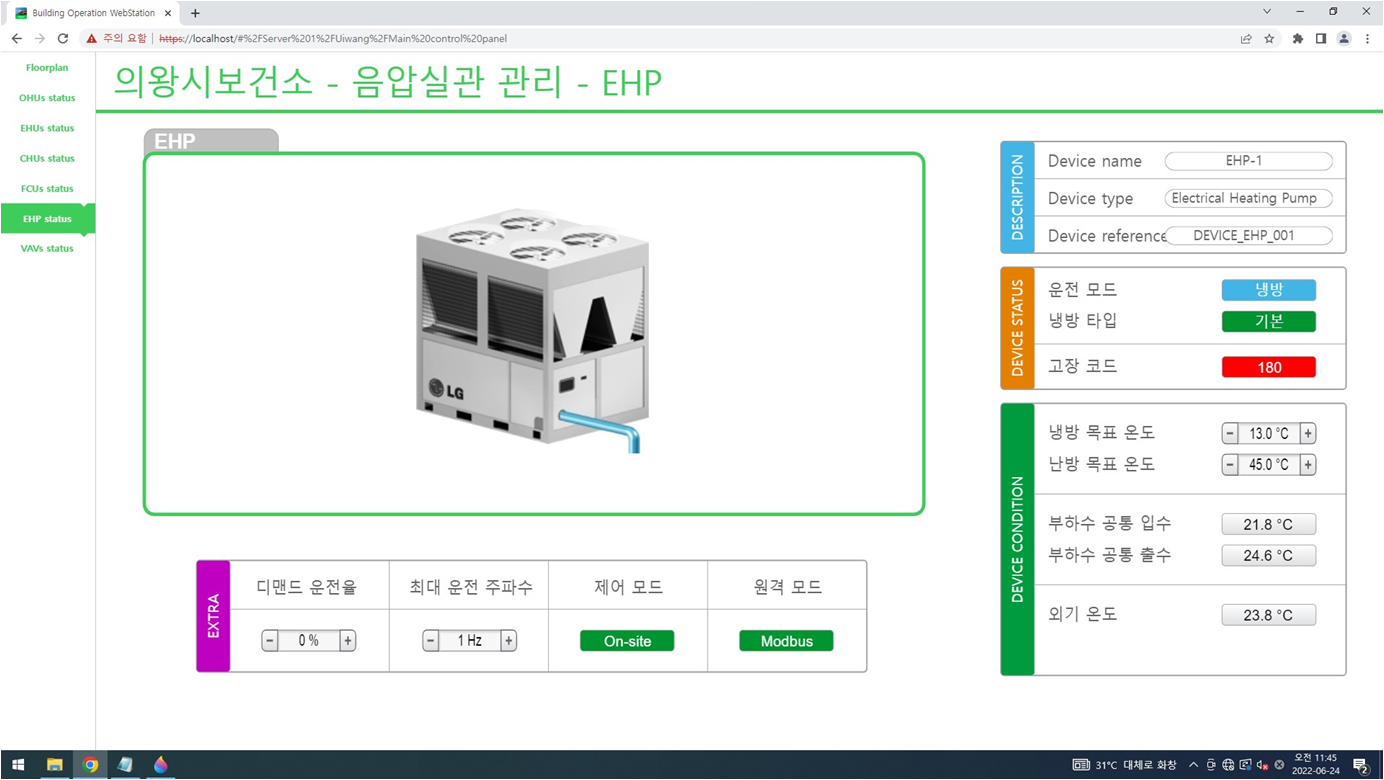 Building Operation WebStation
주의 요함
https://localhost/#%2FServer%201%2FUiwang%2FMain%20control%20panel
Floorplan
OHUs status
EHUs status
CHUs status
FCUs status
EHP status
VAVs status
의왕시보건소 - 음압실관 관리 - EHP
EHP
LG
DESCRIPTION
Device name EHP-1
Device type Electrical Heating Pump
Device reference DEVICE_EHP_001
DEVICE STATUS
운전 모드 냉방
냉방 타입 기본
고장 코드 180
DEVICE CONDITION
냉방 목표 온도 - 13.0 °C +
난방 목표 온도 - 45.0 °C +
부하수 공통 입수 21.8 °C
부하수 공통 출수 24.6 °C
외기 온도 23.8 °C
EXTRA
디맨드 운전율 최대 운전 주파수 제어 모드 원격 모드
- 0 % + - 1 Hz + On-site Modbus
31°C 대체로 화창
오전 11:45
2022-06-24
2